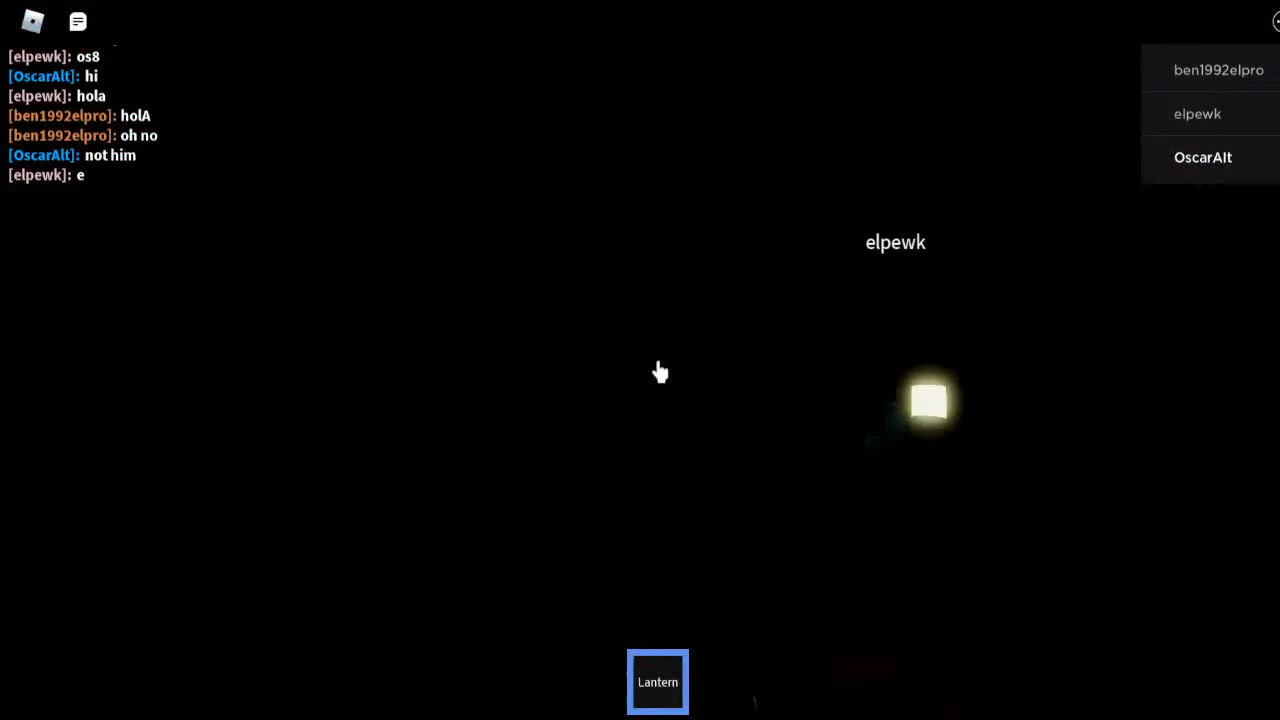 [elpewk]: os8
[OscarAlt]: hi
[elpewk]: hola
[ben1992elpro]: holA
[ben1992elpro]: oh no
[OscarAlt]: not him
[elpewk]: e
ben1992elpro
elpewk
OscarAlt
elpewk
Lantern